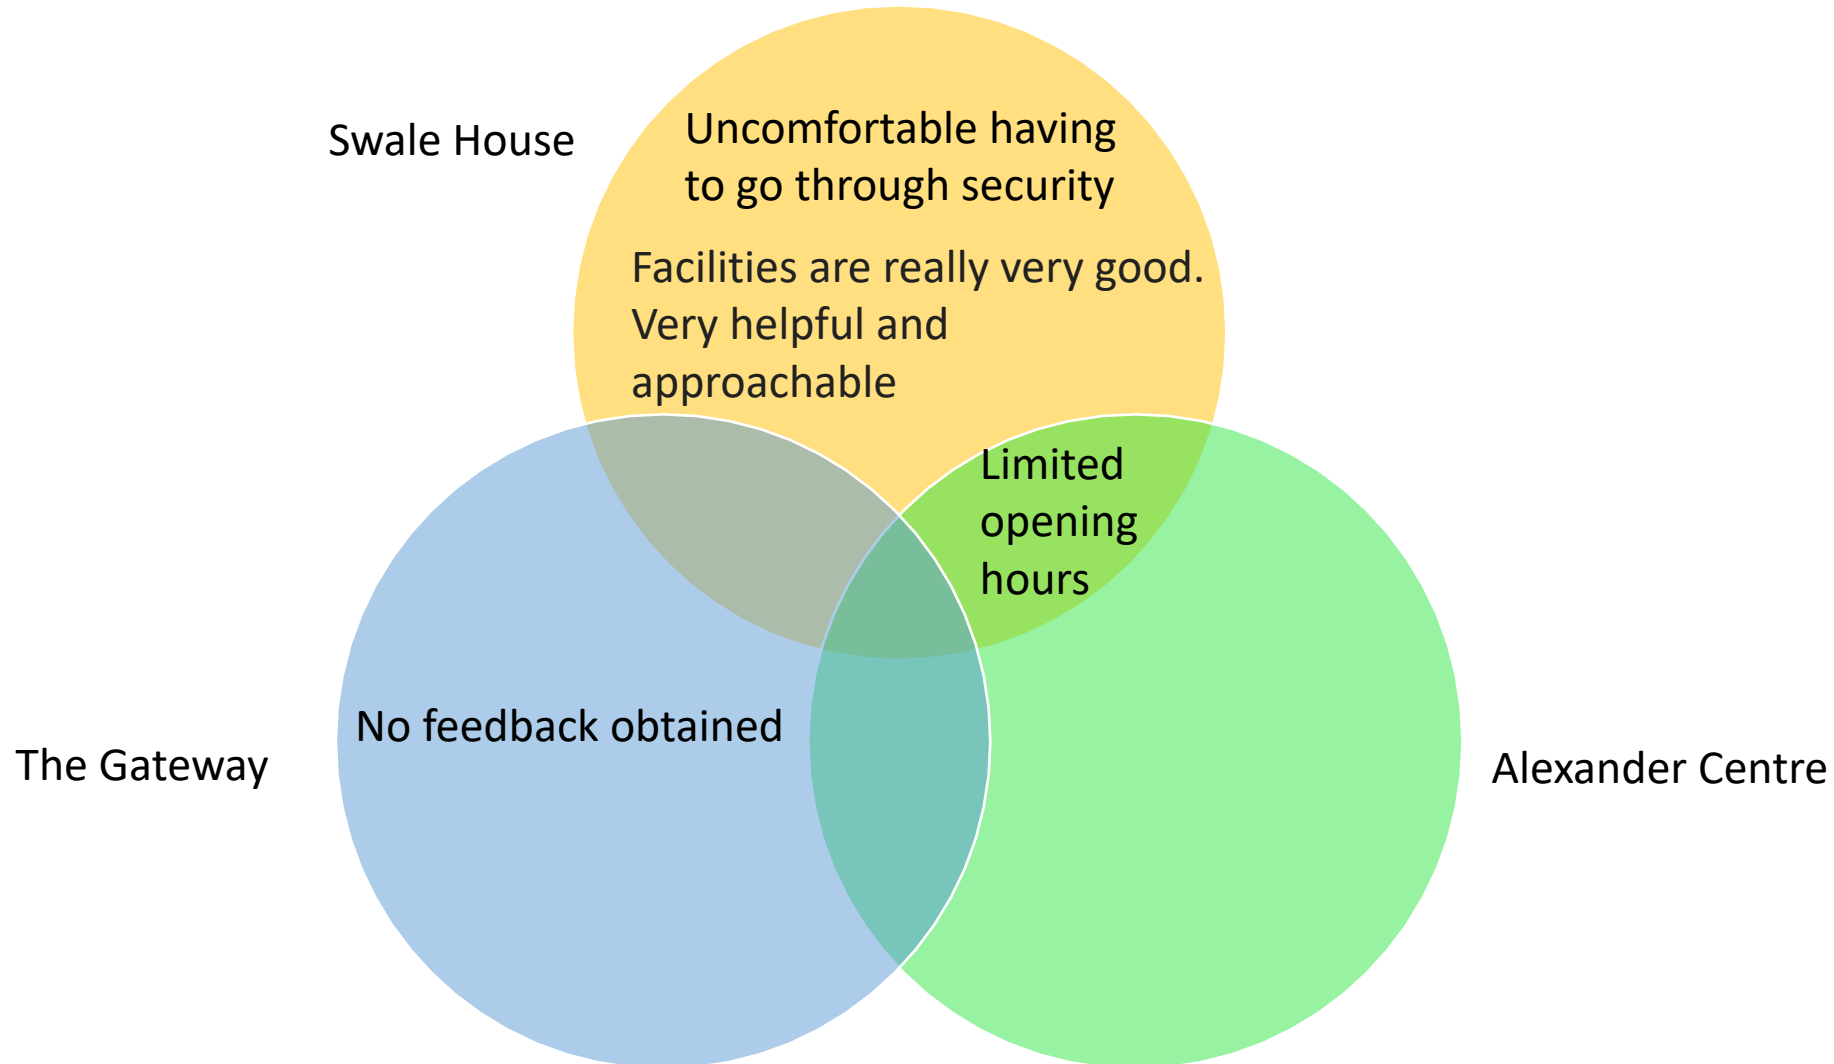 Swale House
Uncomfortable having
to go through security
Facilities are really very good.
Very helpful and
approachable
Limited
opening
hours
No feedback obtained
The Gateway
Alexander Centre